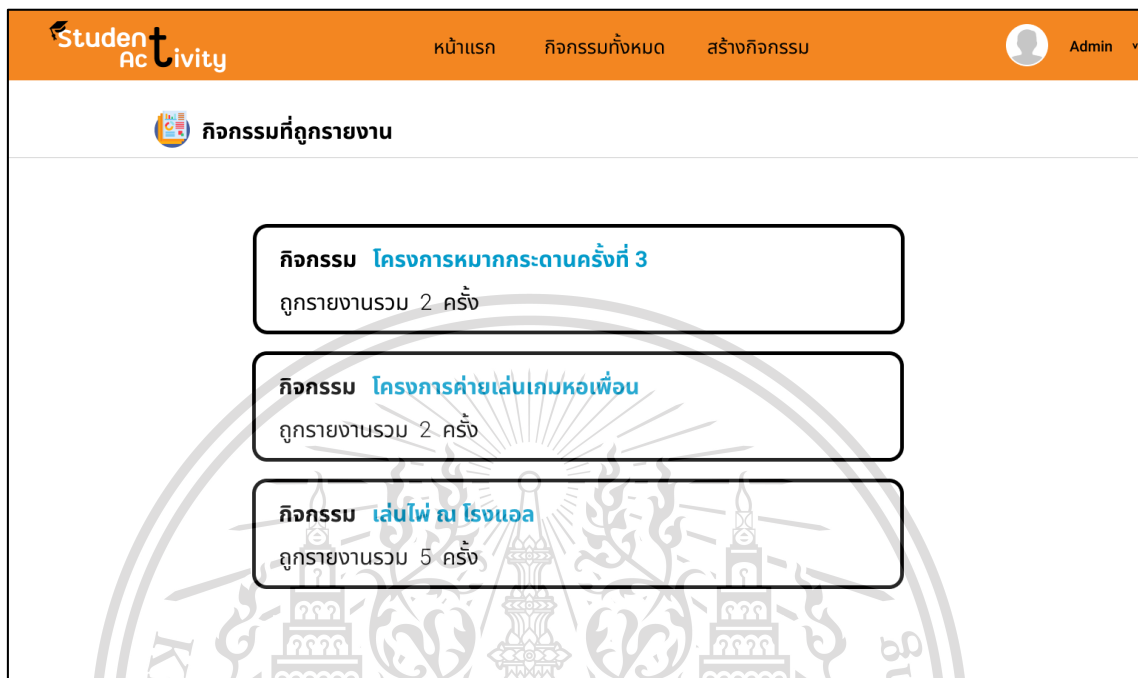 Student
Activity
หน้าแรก กิจกรรมทั้งหมด สร้างกิจกรรม
Admin
กิจกรรมที่ถูกรายงาน
กิจกรรม โครงการหมากกระดานครั้งที่ 3
ถูกรายงานรวม 2 ครั้ง
กิจกรรม โครงการค่ายเล่นเกมหอเพื่อน
ถูกรายงานรวม 2 ครั้ง
กิจกรรม เล่นไพ่ ณ โรงแอล
ถูกรายงานรวม 5 ครั้ง